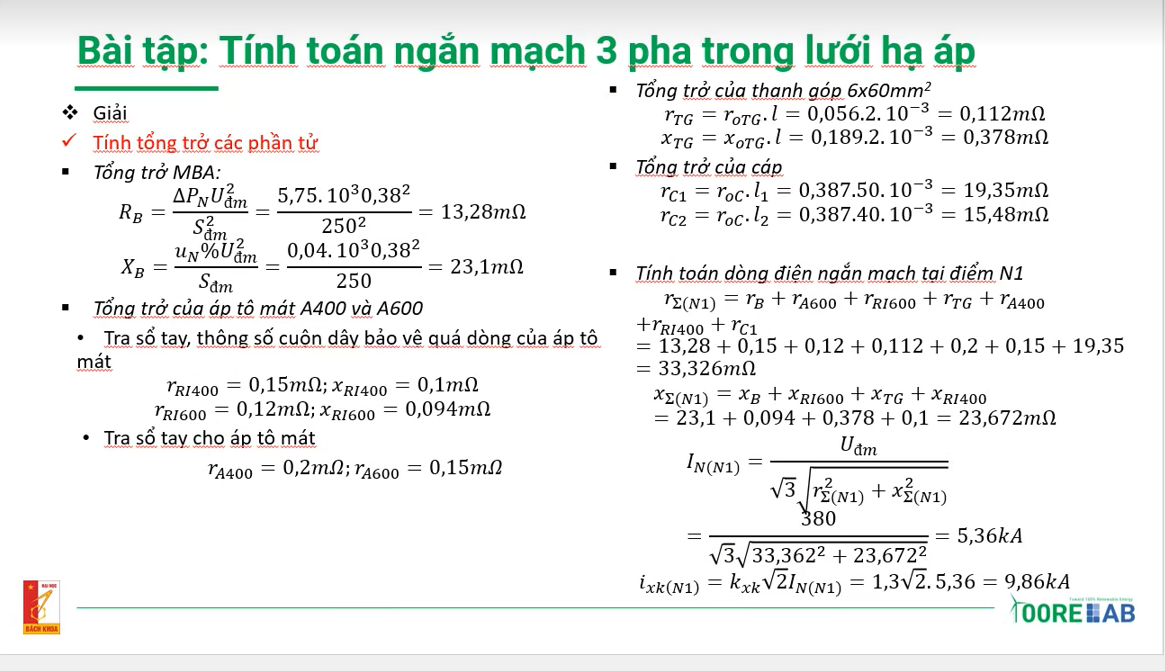 Bài tập: Tính toán ngắn mạch 3 pha trong lưới hạ áp
❖ Giải
✓ Tính tổng trở các phần tử
▪ Tổng trở MBA:
R_B = ΔP_N U²_đm / S²_đm = 5,75.10³0,38² / 250² = 13,28mΩ
X_B = u_N%U²_đm / S_đm = 0,04.10³0,38² / 250 = 23,1mΩ
▪ Tổng trở của áp tô mát A400 và A600
• Tra sổ tay, thông số cuộn dây bảo vệ quá dòng của áp tô
mát
r_RI400 = 0,15mΩ; x_RI400 = 0,1mΩ
r_RI600 = 0,12mΩ; x_RI600 = 0,094mΩ
• Tra sổ tay cho áp tô mát
r_A400 = 0,2mΩ; r_A600 = 0,15mΩ
▪ Tổng trở của thanh góp 6x60mm²
r_TG = r_oTG.l = 0,056.2.10⁻³ = 0,112mΩ
x_TG = x_oTG.l = 0,189.2.10⁻³ = 0,378mΩ
▪ Tổng trở của cáp
r_C1 = r_oC.l₁ = 0,387.50.10⁻³ = 19,35mΩ
r_C2 = r_oC.l₂ = 0,387.40.10⁻³ = 15,48mΩ
▪ Tính toán dòng điện ngắn mạch tại điểm N1
r_Σ(N1) = r_B + r_A600 + r_RI600 + r_TG + r_A400
+r_RI400 + r_C1
= 13,28 + 0,15 + 0,12 + 0,112 + 0,2 + 0,15 + 19,35
= 33,326mΩ
x_Σ(N1) = x_B + x_RI600 + x_TG + x_RI400
= 23,1 + 0,094 + 0,378 + 0,1 = 23,672mΩ
I_N(N1) = U_đm / √3 √(r²_Σ(N1) + x²_Σ(N1))
= 380 / √3√(33,362² + 23,672²) = 5,36kA
i_xk(N1) = k_xk√2I_N(N1) = 1,3√2.5,36 = 9,86kA
ĐẠI HỌC
BÁCH KHOA
Toward 100% Renewable Energy
1OORE LAB